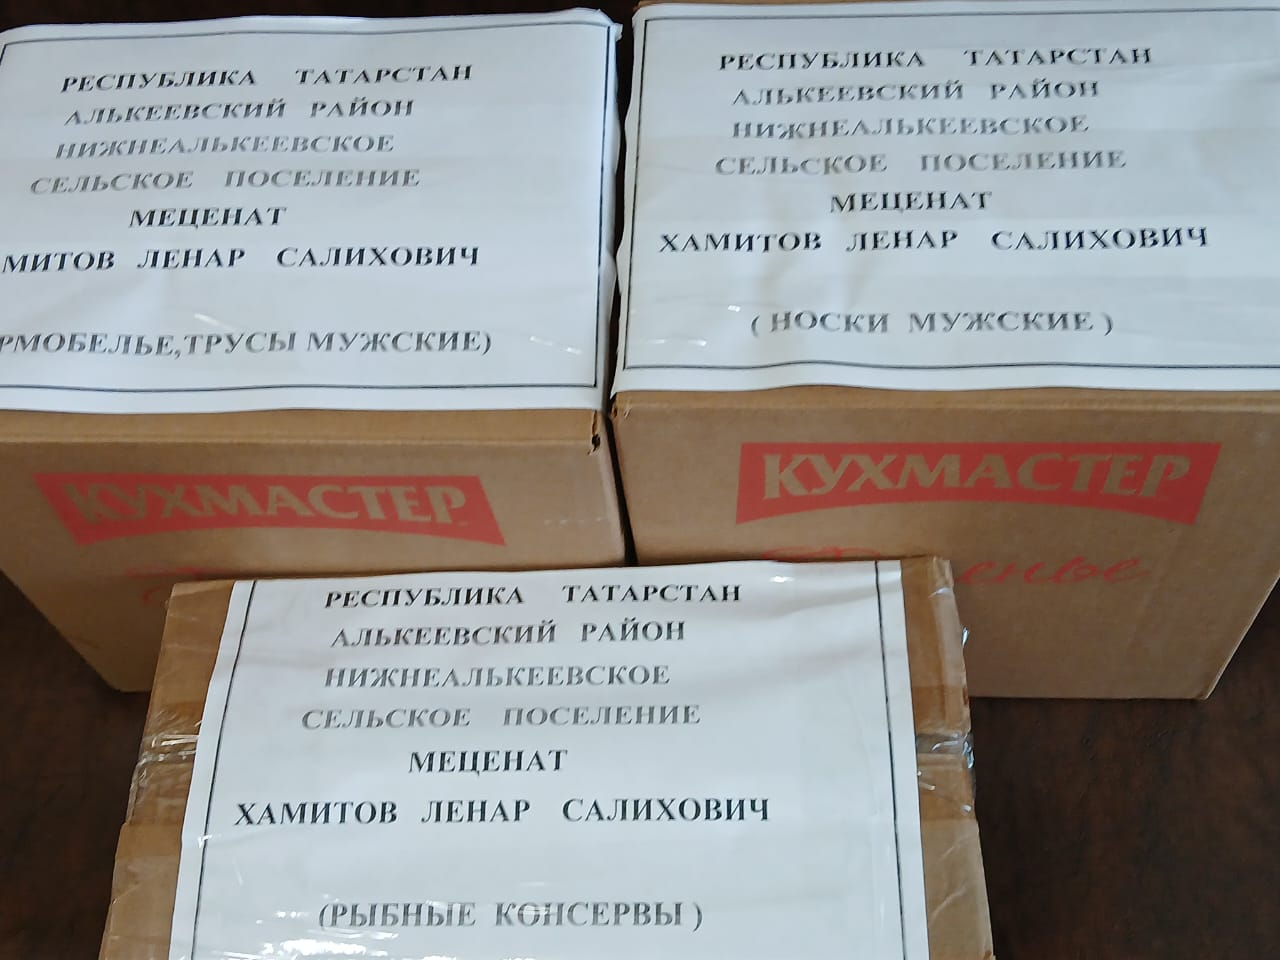 РЕСПУБЛИКА ТАТАРСТАН
АЛЬКЕЕВСКИЙ РАЙОН
НИЖНЕАЛЬКЕЕВСКОЕ
СЕЛЬСКОЕ ПОСЕЛЕНИЕ
МЕЦЕНАТ
МИТОВ ЛЕНАР САЛИХОВИЧ
РМОБЕЛЬЕ,ТРУСЫ МУЖСКИЕ)
КУХМАСТЕР
РЕСПУБЛИКА ТАТАРСТАН
АЛЬКЕЕВСКИЙ РАЙОН
НИЖНЕАЛЬКЕЕВСКОЕ
СЕЛЬСКОЕ ПОСЕЛЕНИЕ
МЕЦЕНАТ
ХАМИТОВ ЛЕНАР САЛИХОВИЧ
( НОСКИ МУЖСКИЕ )
КУХМАСТЕР
РЕСПУБЛИКА ТАТАРСТАН
АЛЬКЕЕВСКИЙ РАЙОН
НИЖНЕАЛЬКЕЕВСКОЕ
СЕЛЬСКОЕ ПОСЕЛЕНИЕ
МЕЦЕНАТ
ХАМИТОВ ЛЕНАР САЛИХОВИЧ
(РЫБНЫЕ КОНСЕРВЫ )